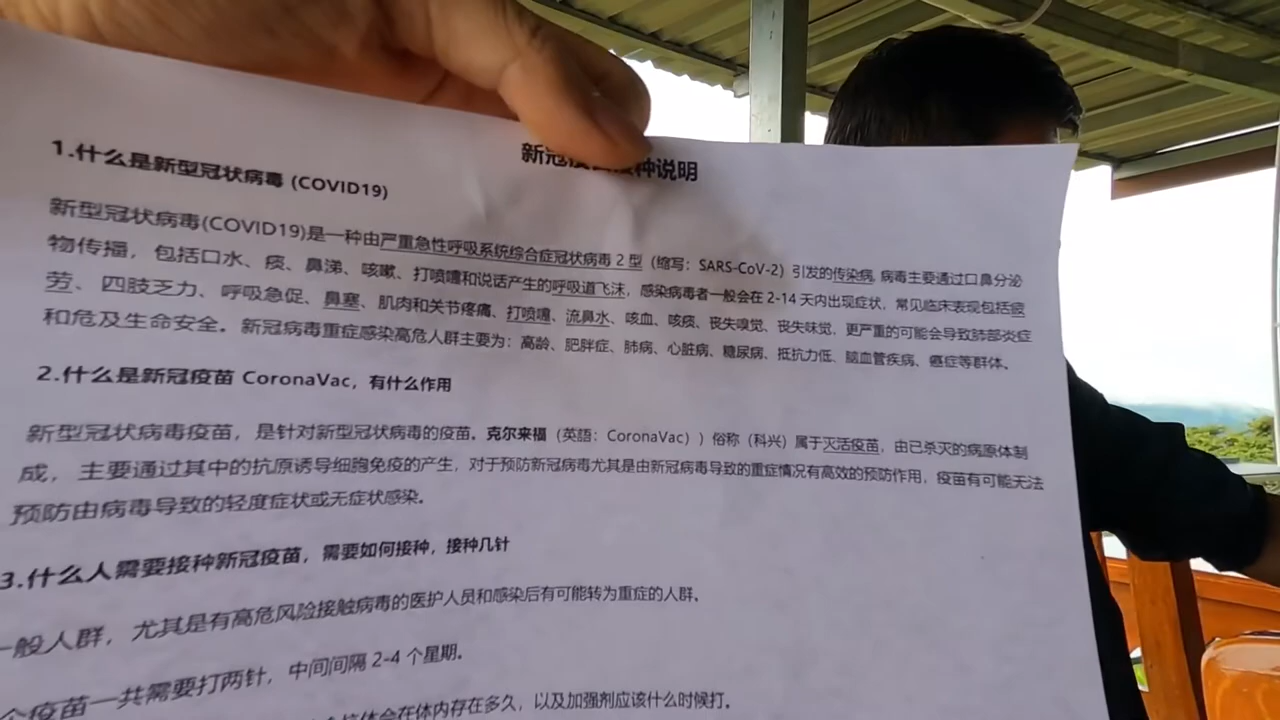 新冠疫苗接种说明
1.什么是新型冠状病毒 (COVID19)
新型冠状病毒(COVID19)是一种由严重急性呼吸系统综合症冠状病毒 2 型（缩写：SARS-CoV-2）引发的传染病, 病毒主要通过口鼻分泌
物传播，包括口水、痰、鼻涕、咳嗽、打喷嚏和说话产生的呼吸道飞沫，感染病毒者一般会在 2-14 天内出现症状，常见临床表现包括疲
劳、四肢乏力、呼吸急促、鼻塞、肌肉和关节疼痛、打喷嚏、流鼻水、咳血、咳痰、丧失嗅觉、丧失味觉，更严重的可能会导致肺部炎症
和危及生命安全。新冠病毒重症感染高危人群主要为：高龄、肥胖症、肺病、心脏病、糖尿病、抵抗力低、脑血管疾病、癌症等群体。
2.什么是新冠疫苗 CoronaVac，有什么作用
新型冠状病毒疫苗，是针对新型冠状病毒的疫苗。克尔来福（英語：CoronaVac））俗称（科兴）属于灭活疫苗，由已杀灭的病原体制
成，主要通过其中的抗原诱导细胞免疫的产生，对于预防新冠病毒尤其是由新冠病毒导致的重症情况有高效的预防作用，疫苗有可能无法
预防由病毒导致的轻度症状或无症状感染。
3.什么人需要接种新冠疫苗，需要如何接种，接种几针
一般人群，尤其是有高危风险接触病毒的医护人员和感染后有可能转为重症的人群。
个疫苗一共需要打两针，中间间隔 2-4 个星期。
抗体会在体内存在多久，以及加强剂应该什么时候打。